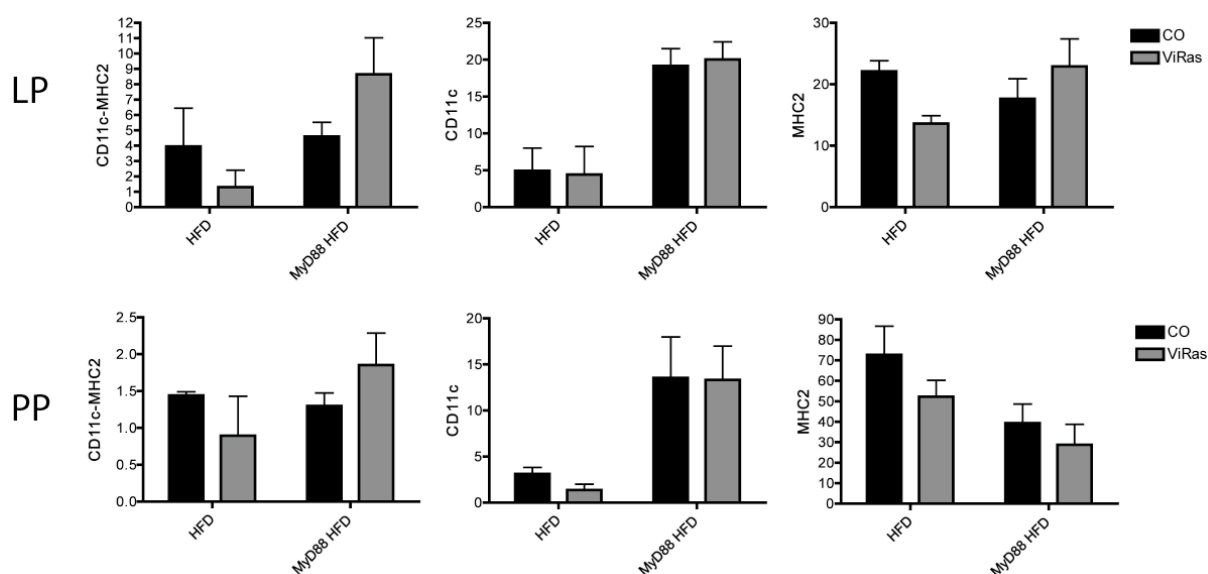 LP
CD11c-MHC2
12
11
10
9
8
7
6
5
4
3
2
1
0
HFD
MyD88 HFD
CD11c
25
20
15
10
5
0
HFD
MyD88 HFD
MHC2
30
20
10
0
HFD
MyD88 HFD
CO
ViRas
PP
CD11c-MHC2
2.5
2.0
1.5
1.0
0.5
0.0
HFD
MyD88 HFD
CD11c
20
15
10
5
0
HFD
MyD88 HFD
MHC2
90
80
70
60
50
40
30
20
10
0
HFD
MyD88 HFD
CO
ViRas